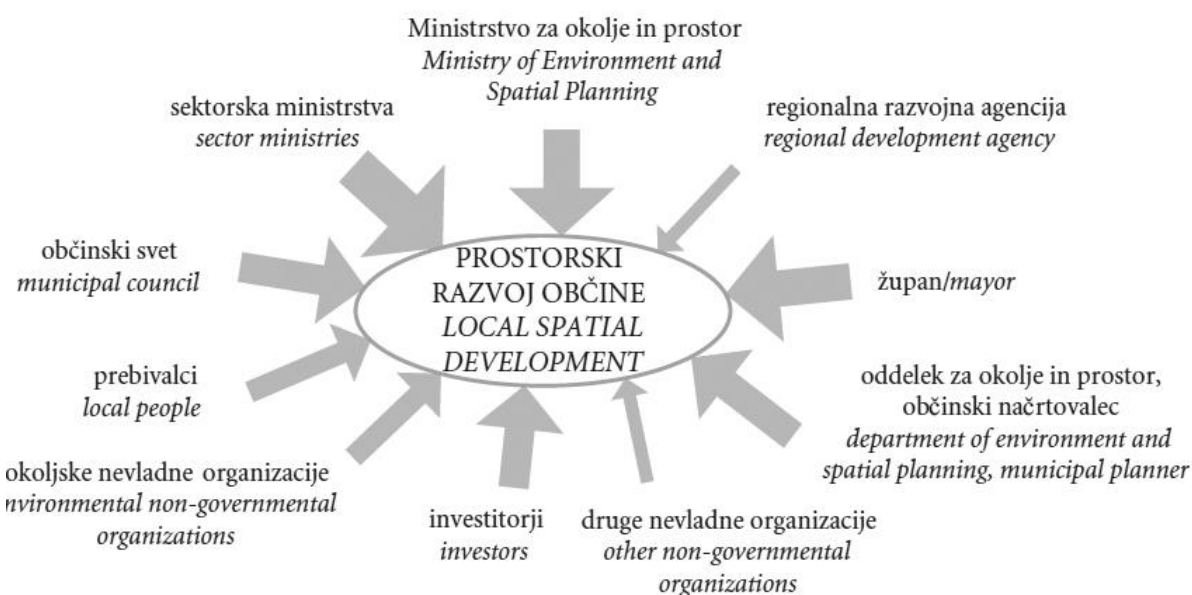 Ministrstvo za okolje in prostor
Ministry of Environment and
Spatial Planning
sektorska ministrstva
sector ministries
regionalna razvojna agencija
regional development agency
občinski svet
municipal council
PROSTORSKI
RAZVOJ OBČINE
LOCAL SPATIAL
DEVELOPMENT
župan/mayor
prebivalci
local people
oddelek za okolje in prostor,
občinski načrtovalec
department of environment and
spatial planning, municipal planner
okoljske nevladne organizacije
nvironmental non-governmental
organizations
investitorji
investors
druge nevladne organizacije
other non-governmental
organizations